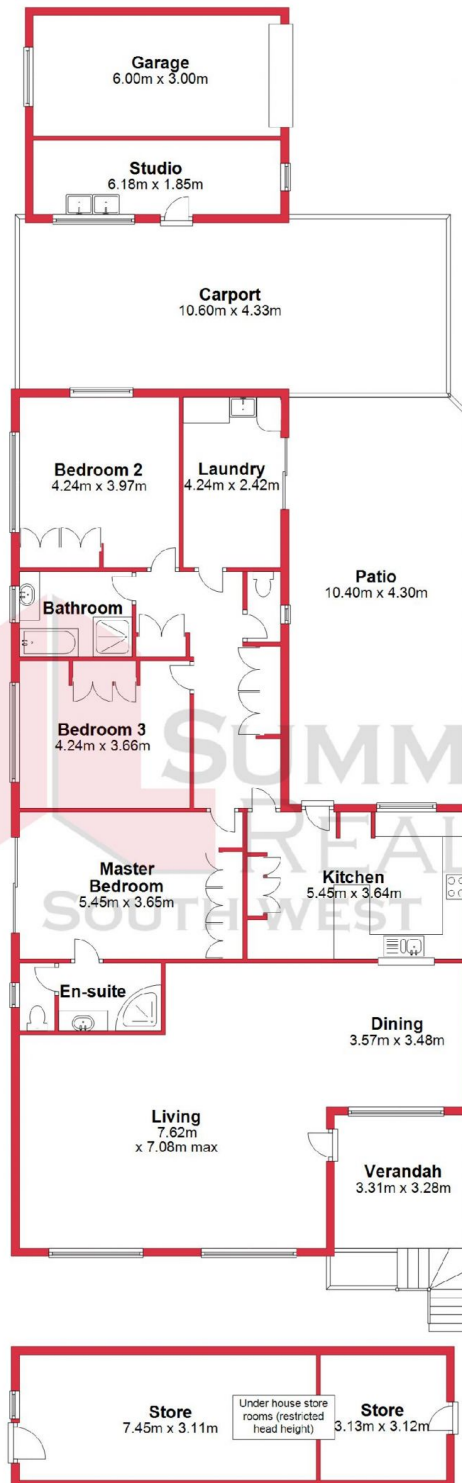 Garage
6.00m x 3.00m
Studio
6.18m x 1.85m
Carport
10.60m x 4.33m
Bedroom 2
4.24m x 3.97m
Laundry
4.24m x 2.42m
Bathroom
Patio
10.40m x 4.30m
Bedroom 3
4.24m x 3.66m
SUMM
REAL
SOUTH WEST
Master
Bedroom
5.45m x 3.65m
Kitchen
5.45m x 3.64m
En-suite
Dining
3.57m x 3.48m
Living
7.62m
x 7.08m max
Verandah
3.31m x 3.28m
Store
7.45m x 3.11m
Under house store
rooms (restricted
head height)
Store
3.13m x 3.12m